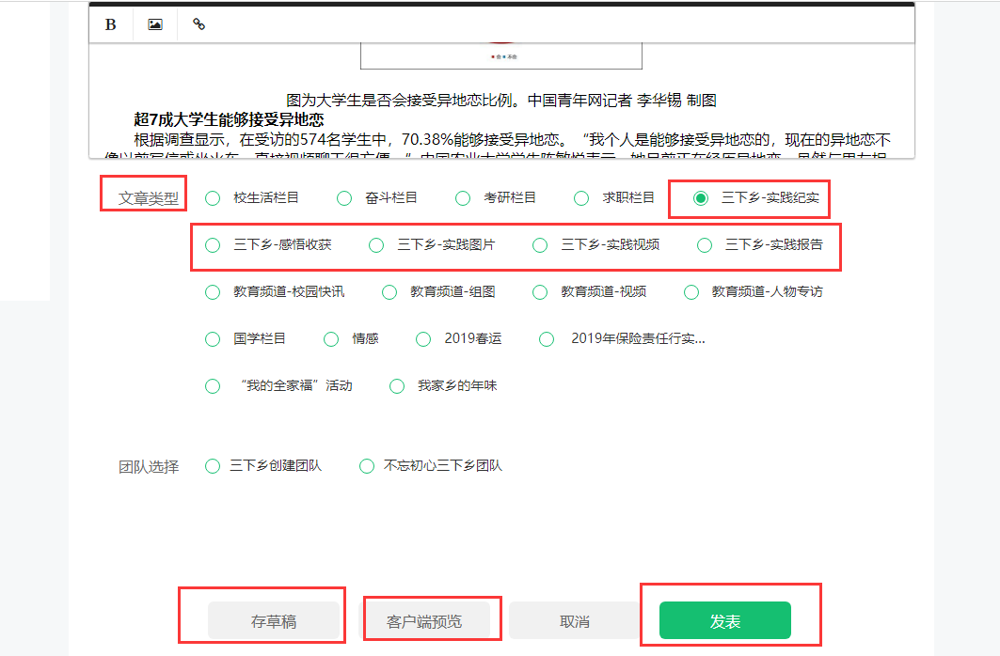 B
图为大学生是否会接受异地恋比例。中国青年网记者 李华锡 制图
超7成大学生能够接受异地恋
根据调查显示，在受访的574名学生中，70.38%能够接受异地恋。“我个人是能够接受异地恋的，现在的异地恋不
文章类型 校生活栏目 奋斗栏目 考研栏目 求职栏目 三下乡-实践纪实
三下乡-感悟收获 三下乡-实践图片 三下乡-实践视频 三下乡-实践报告
教育频道-校园快讯 教育频道-组图 教育频道-视频 教育频道-人物专访
国学栏目 情感 2019春运 2019年保险责任行实...
“我的全家福”活动 我家乡的年味
团队选择 三下乡创建团队 不忘初心三下乡团队
存草稿 客户端预览 取消 发表